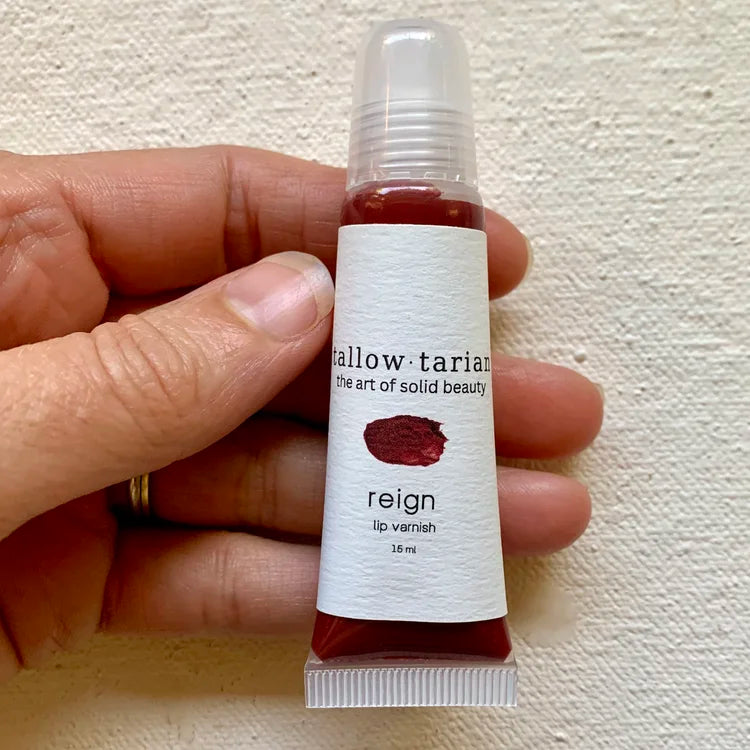 tallow·tarian
the art of solid beauty
reign
lip varnish
15 ml